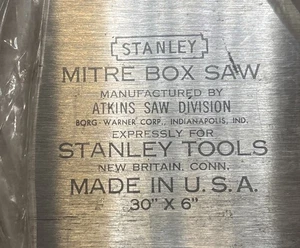 STANLEY
MITRE BOX SAW
MANUFACTURED BY
ATKINS SAW DIVISION
BORG-WARNER CORP., INDIANAPOLIS, IND.
EXPRESSLY FOR
STANLEY TOOLS
NEW BRITAIN, CONN.
MADE IN U.S.A.
30" X 6"